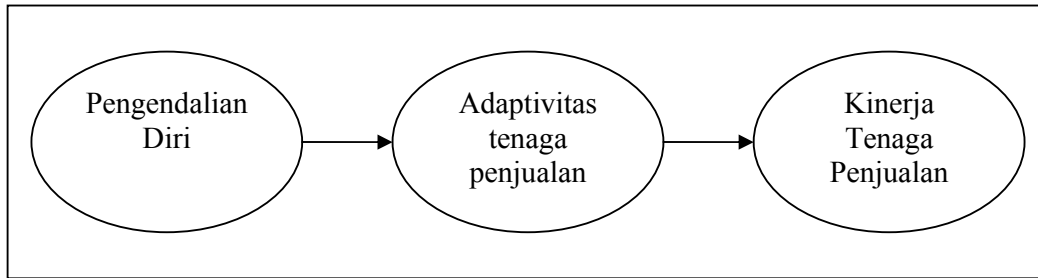 Pengendalian
Diri
Adaptivitas
tenaga
penjualan
Kinerja
Tenaga
Penjualan